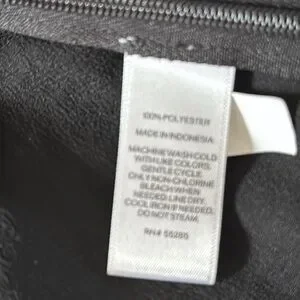 100% POLYESTER
MADE IN INDONESIA
MACHINE WASH COLD
WITH LIKE COLORS.
GENTLE CYCLE.
ONLY NON-CHLORINE
BLEACH WHEN
NEEDED. LINE DRY.
COOL IRON IF NEEDED.
DO NOT STEAM.
RN# 55285